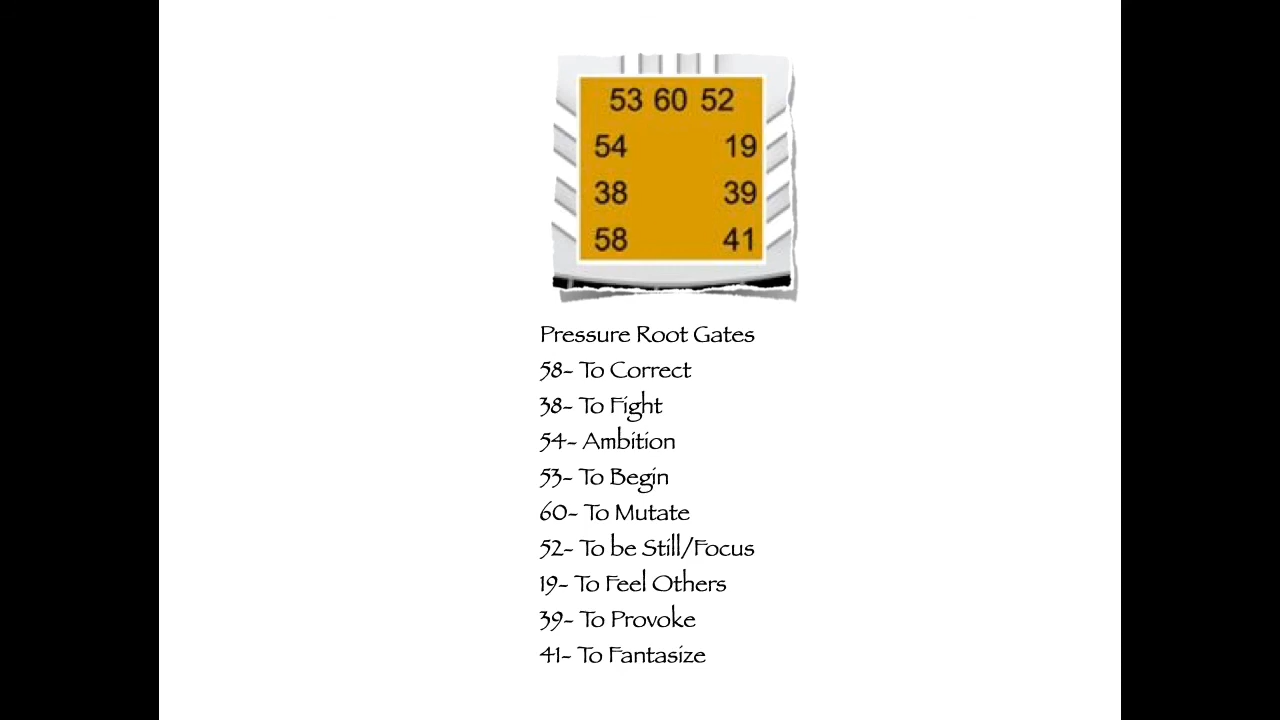 53 60 52
54 19
38 39
58 41
Pressure Root Gates
58- To Correct
38- To Fight
54- Ambition
53- To Begin
60- To Mutate
52- To be Still/Focus
19- To Feel Others
39- To Provoke
41- To Fantasize